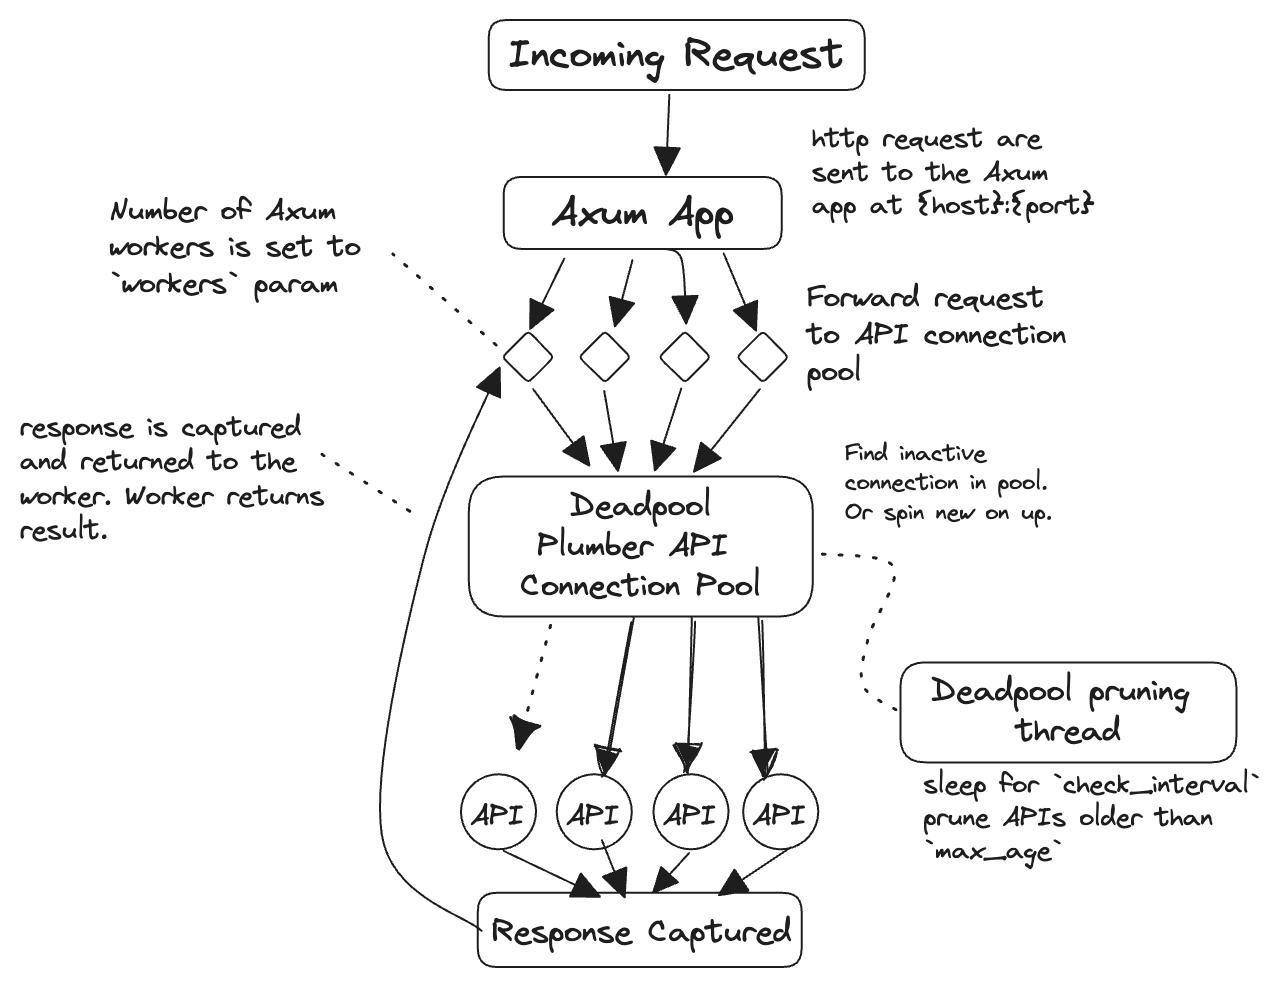 Incoming Request
http request are
sent to the Axum
app at {host}:{port}
Axum App
Number of Axum
workers is set to
`workers` param
Forward request
to API connection
pool
response is captured
and returned to the
worker. Worker returns
result.
Find inactive
connection in pool.
Or spin new on up.
Deadpool
Plumber API
Connection Pool
Deadpool pruning
thread
sleep for `check_interval`
prune APIs older than
`max_age`
API
API
API
API
Response Captured